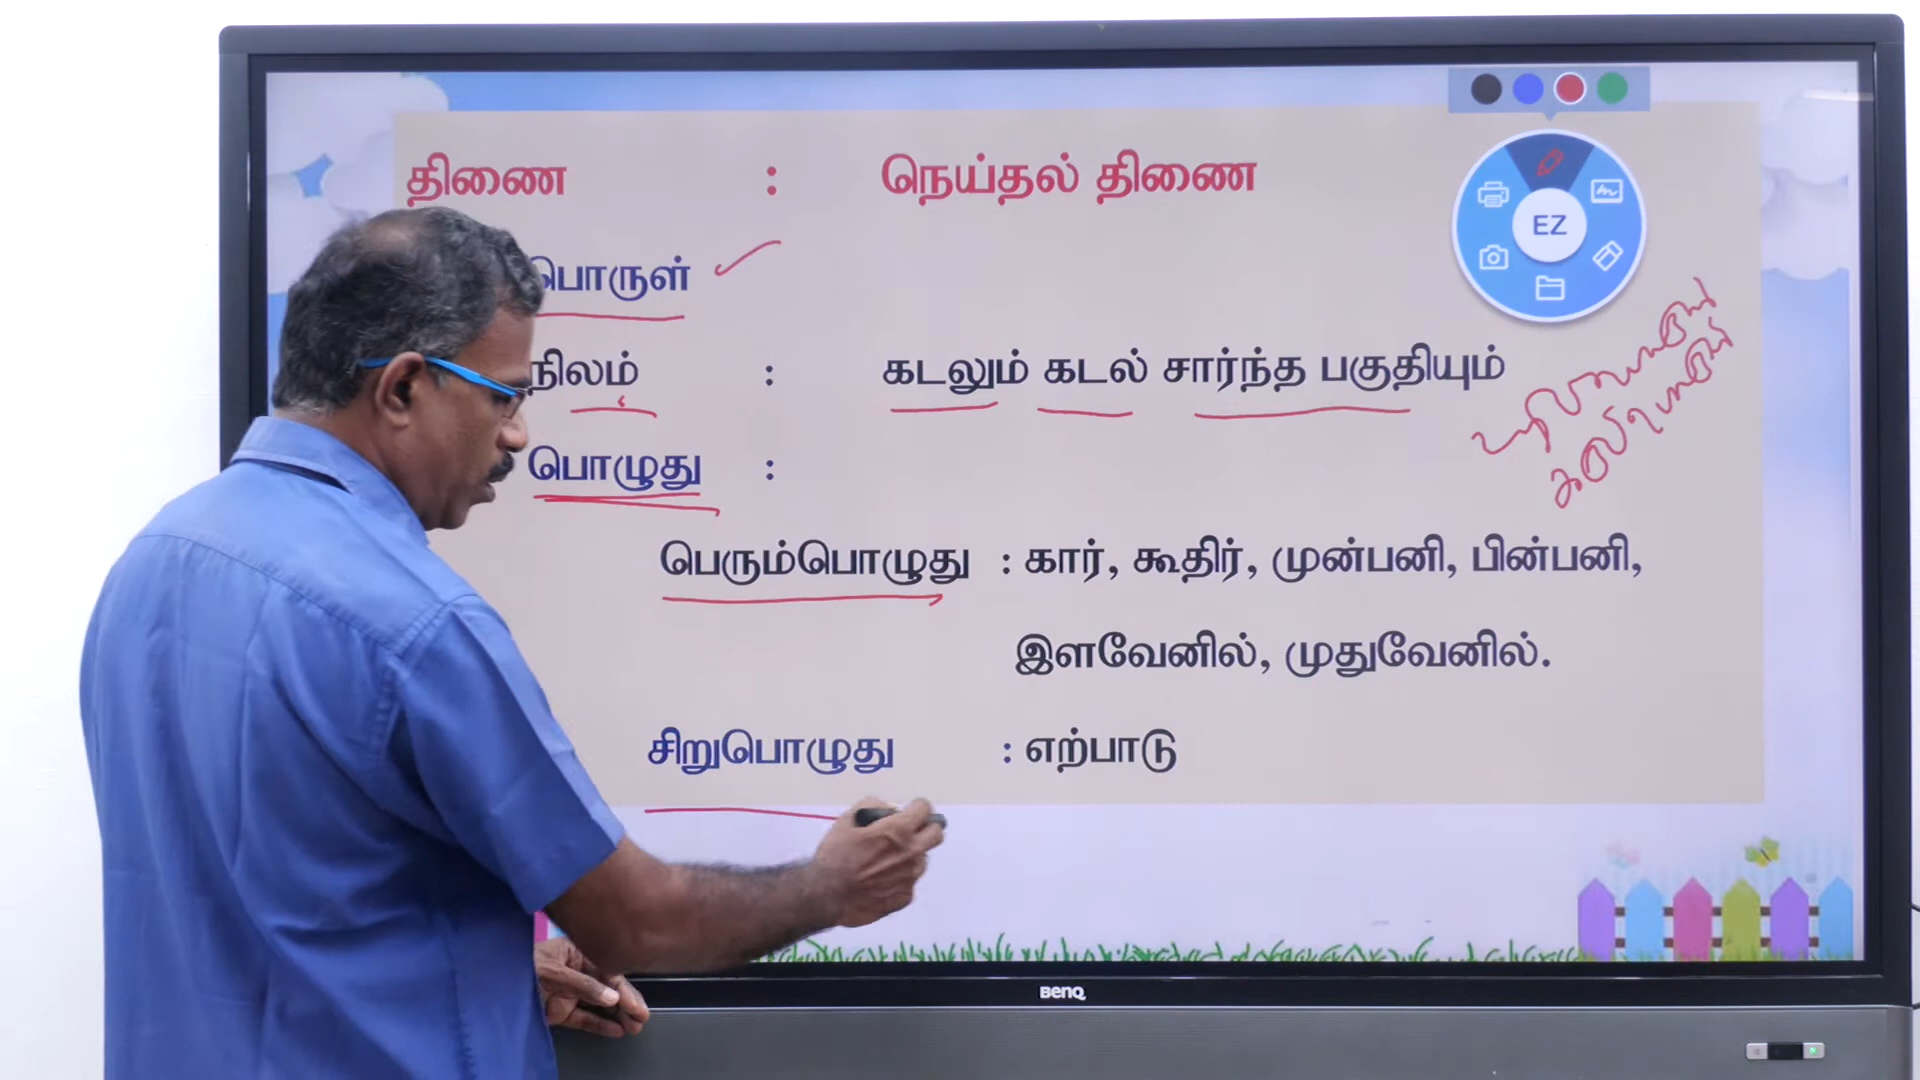 திணை : நெய்தல் திணை
பொருள்
நிலம் : கடலும் கடல் சார்ந்த பகுதியும்
பொழுது :
பெரும்பொழுது : கார், கூதிர், முன்பனி, பின்பனி,
இளவேனில், முதுவேனில்.
சிறுபொழுது : எற்பாடு
EZ
BenQ